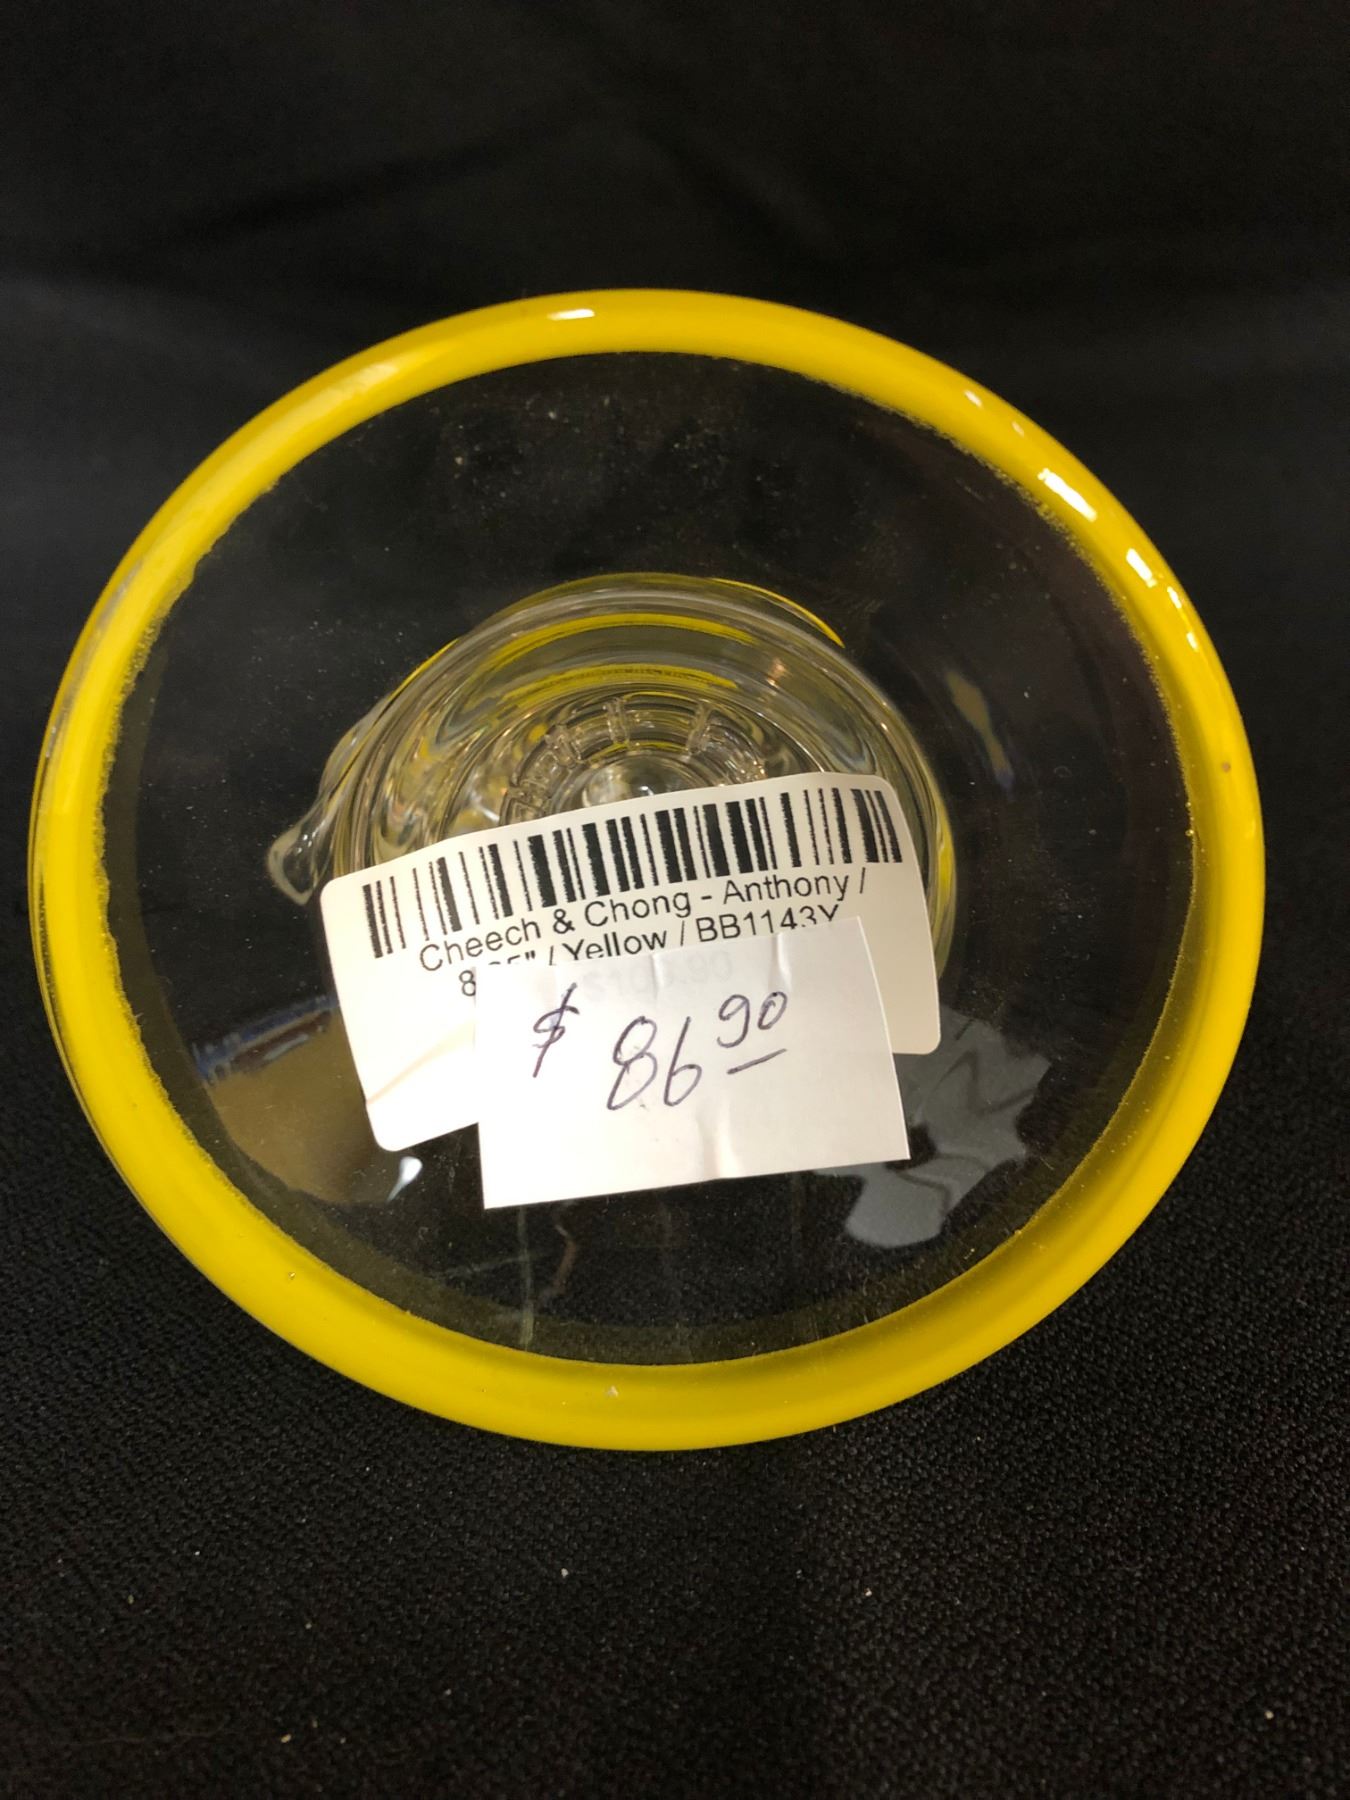 Cheech & Chong - Anthony /
/ Yellow / BB1143Y
$ 86.90